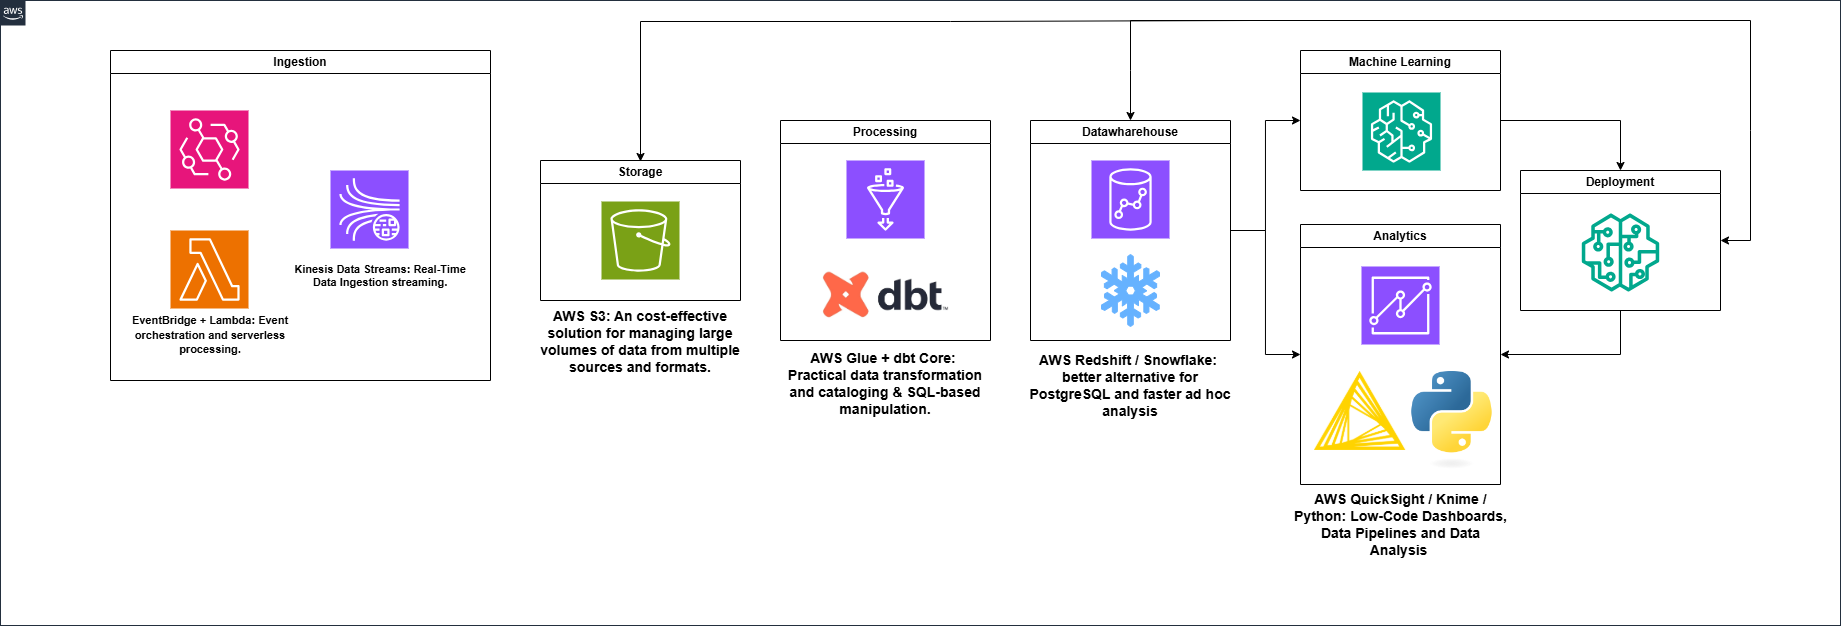 aws
Ingestion
Kinesis Data Streams: Real-Time
Data Ingestion streaming.
EventBridge + Lambda: Event
orchestration and serverless
processing.
Storage
AWS S3: An cost-effective
solution for managing large
volumes of data from multiple
sources and formats.
Processing
dbt
TM
AWS Glue + dbt Core:
Practical data transformation
and cataloging & SQL-based
manipulation.
Datawharehouse
AWS Redshift / Snowflake:
better alternative for
PostgreSQL and faster ad hoc
analysis
Machine Learning
Analytics
AWS QuickSight / Knime /
Python: Low-Code Dashboards,
Data Pipelines and Data
Analysis
Deployment